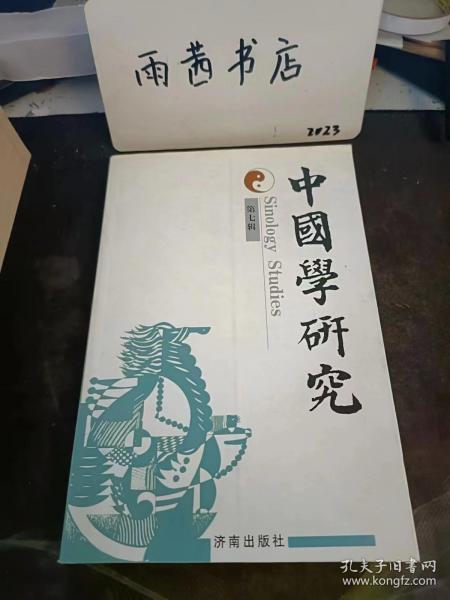 雨茜书店
2023
中國學研究
Sinology Studies
第七辑
济南出版社
孔夫子旧书网
www.kongfz.com